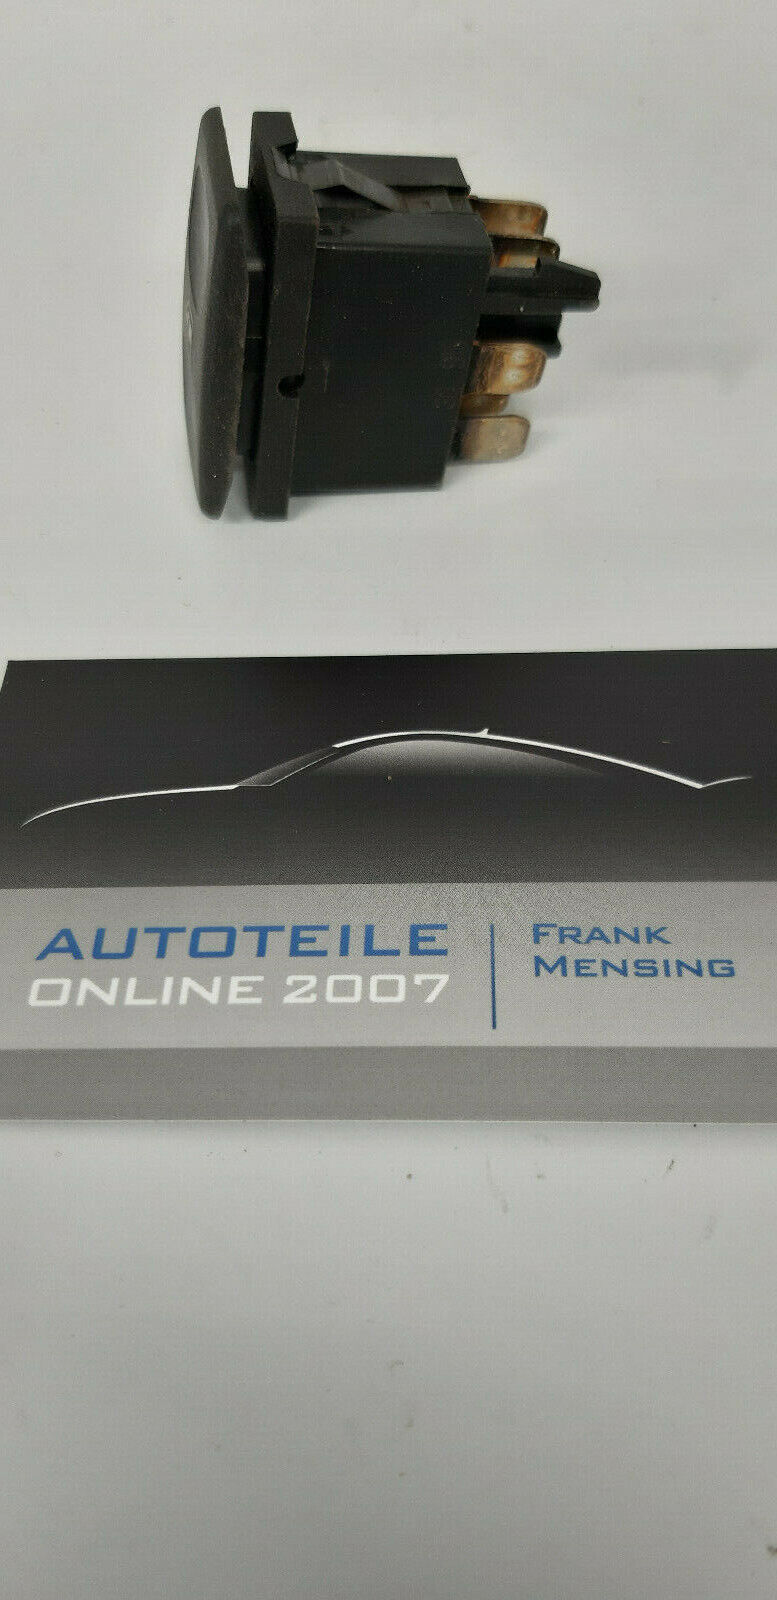 AUTOTEILE
ONLINE 2007
FRANK
MENSING